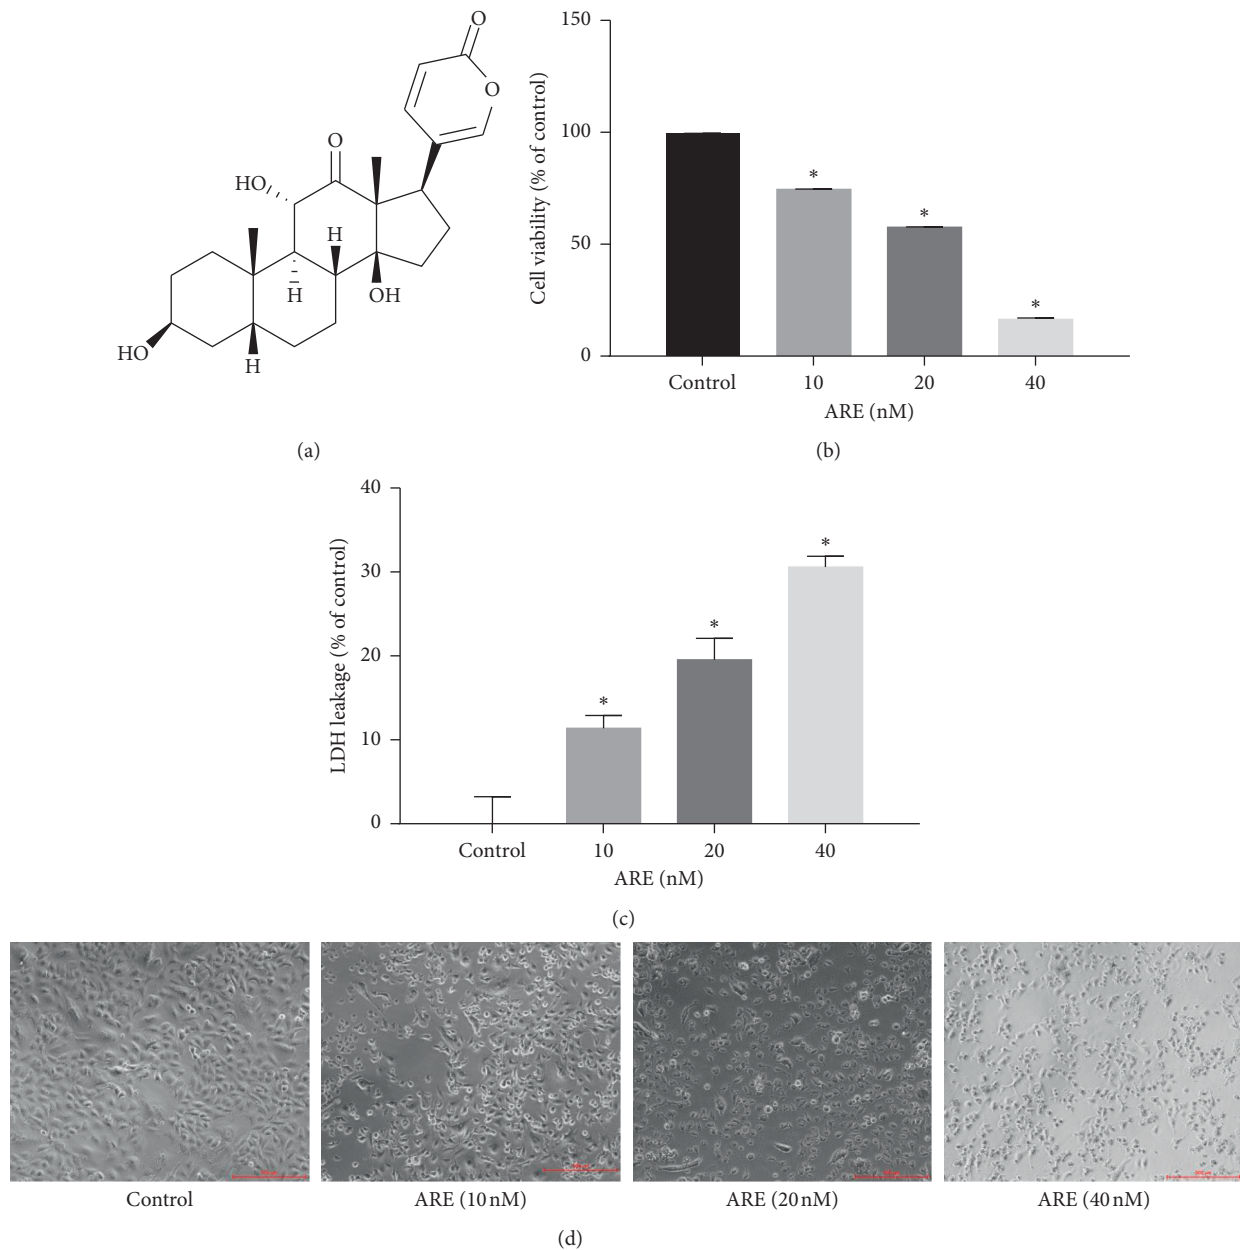 O
O
O
HO
H
H
OH
HO
H
(a)
150
100
50
0
Cell viability (% of control)
*
*
*
Control 10 20 40
ARE (nM)
(b)
40
30
20
10
0
LDH leakage (% of control)
*
*
*
Control 10 20 40
ARE (nM)
(c)
Control ARE (10 nM) ARE (20 nM) ARE (40 nM)
(d)